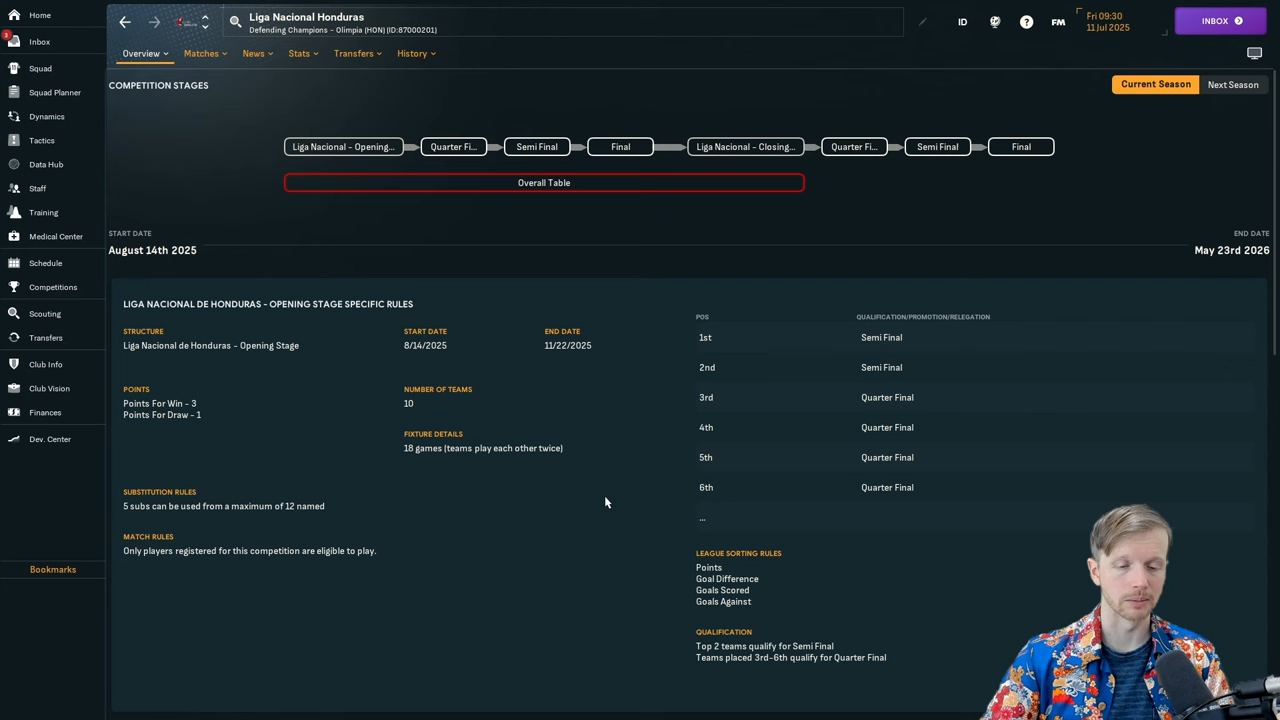 Home
Liga Nacional Honduras
Defending Champions - Olimpia (HON) (ID:87000201)
ID
?
FM
Fri 09:30
11 Jul 2025
INBOX
3
Inbox
Overview
Matches
News
Stats
Transfers
History
Squad
Squad Planner
Dynamics
Tactics
Data Hub
Staff
Training
Medical Center
Schedule
Competitions
Scouting
Transfers
Club Info
Club Vision
Finances
Dev. Center
Bookmarks
COMPETITION STAGES
Current Season
Next Season
Liga Nacional - Opening...
Quarter Fi...
Semi Final
Final
Liga Nacional - Closing...
Quarter Fi...
Semi Final
Final
Overall Table
START DATE
August 14th 2025
END DATE
May 23rd 2026
LIGA NACIONAL DE HONDURAS - OPENING STAGE SPECIFIC RULES
STRUCTURE
Liga Nacional de Honduras - Opening Stage
START DATE
8/14/2025
END DATE
11/22/2025
POINTS
Points For Win - 3
Points For Draw - 1
NUMBER OF TEAMS
10
FIXTURE DETAILS
18 games (teams play each other twice)
SUBSTITUTION RULES
5 subs can be used from a maximum of 12 named
MATCH RULES
Only players registered for this competition are eligible to play.
POS QUALIFICATION/PROMOTION/RELEGATION
1st Semi Final
2nd Semi Final
3rd Quarter Final
4th Quarter Final
5th Quarter Final
6th Quarter Final
...
LEAGUE SORTING RULES
Points
Goal Difference
Goals Scored
Goals Against
QUALIFICATION
Top 2 teams qualify for Semi Final
Teams placed 3rd-6th qualify for Quarter Final